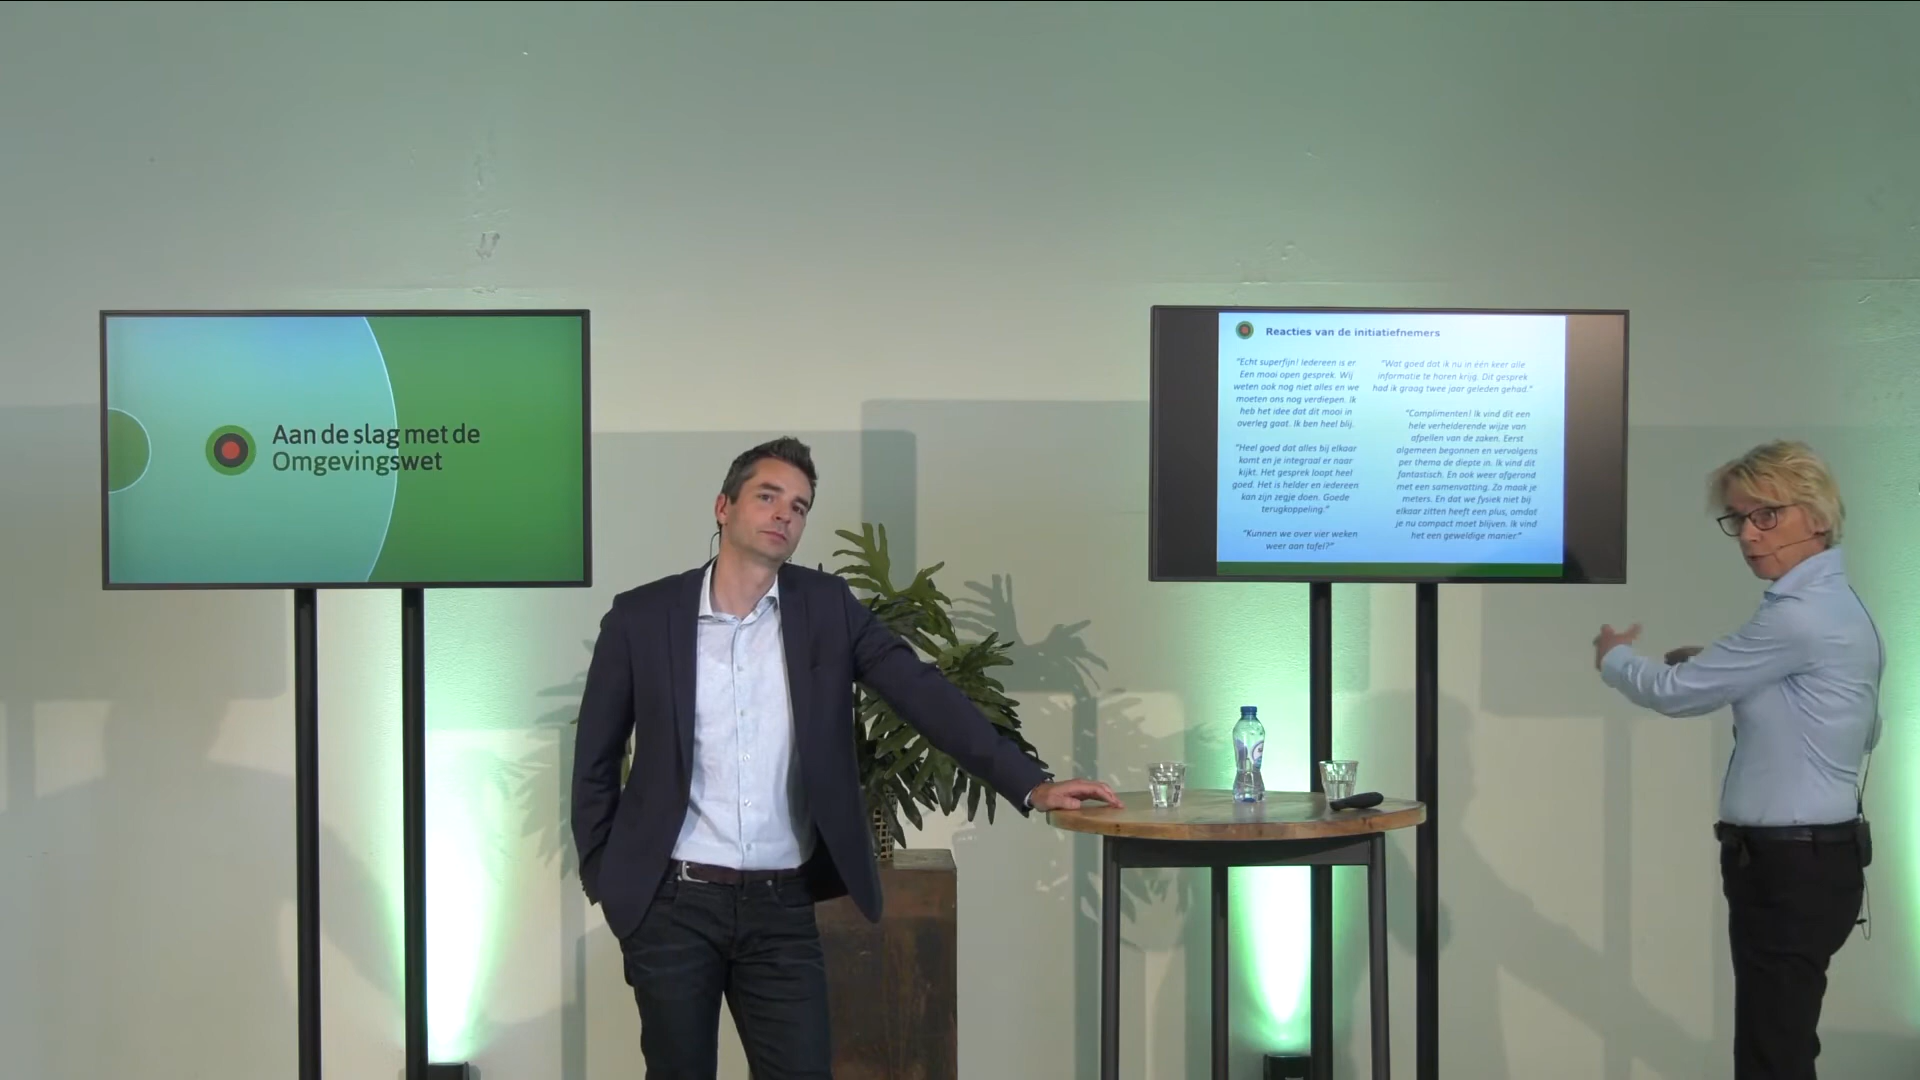 Aan de slag met de
Omgevingswet
Reacties van de initiatiefnemers
"Echt superfijn! Iedereen is er
Een mooi open gesprek. Wij
weten ook nog niet alles en we
moeten ons nog verdiepen. Ik
heb het idee dat dit mooi in
overleg gaat. Ik ben heel blij.
"Heel goed dat alles bij elkaar
komt en je integraal er naar
kijkt. Het gesprek loopt heel
goed. Het is helder en iedereen
kan zijn zegje doen. Goede
terugkoppeling."
"Kunnen we over vier weken
weer aan tafel?"
"Wat goed dat ik nu in één keer alle
informatie te horen krijg. Dit gesprek
had ik graag twee jaar geleden gehad."
"Complimenten! Ik vind dit een
hele verhelderende wijze van
afpellen van de zaken. Eerst
algemeen begonnen en vervolgens
per thema de diepte in. Ik vind dit
fantastisch. En ook weer afgerond
met een samenvatting. Zo maak je
meters. En dat we fysiek niet bij
elkaar zitten heeft een plus, omdat
je nu compact moet blijven. Ik vind
het een geweldige manier."